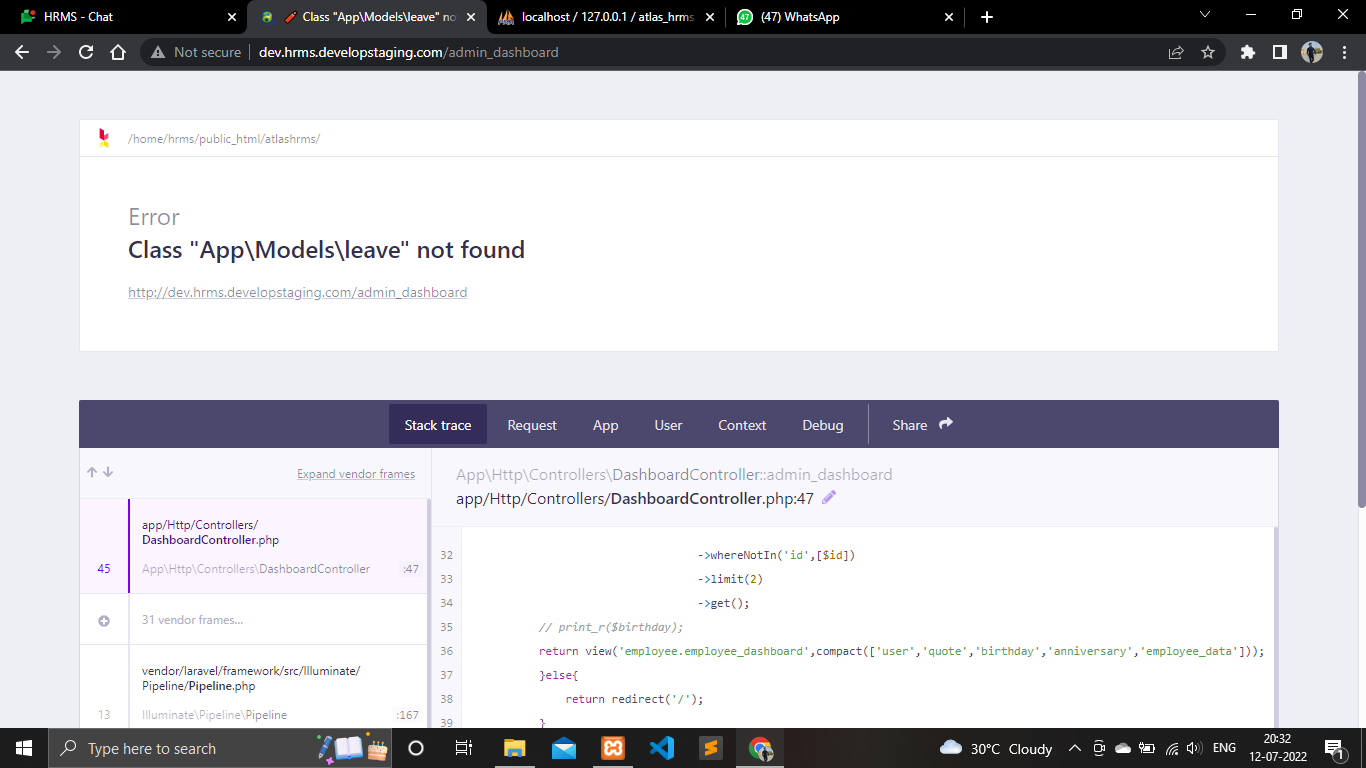 HRMS - Chat
Class "App\Models\leave" no
localhost / 127.0.0.1 / atlas_hrms
(47) WhatsApp
Not secure
dev.hrms.developstaging.com/admin_dashboard
/home/hrms/public_html/atlashrms/
Error
Class "App\Models\leave" not found
http://dev.hrms.developstaging.com/admin_dashboard
Stack trace
Request
App
User
Context
Debug
Share
Expand vendor frames
App\Http\Controllers\DashboardController::admin_dashboard
app/Http/Controllers/DashboardController.php:47
app/Http/Controllers/
DashboardController.php
45 App\Http\Controllers\DashboardController :47
31 vendor frames...
vendor/laravel/framework/src/Illuminate/
Pipeline/Pipeline.php
13 Illuminate\Pipeline\Pipeline :167
32 ->whereNotIn('id',[$id])
33 ->limit(2)
34 ->get();
35 // print_r($birthday);
36 return view('employee.employee_dashboard',compact(['user','quote','birthday','anniversary','employee_data']));
37 }else{
38 return redirect('/');
39 }
Type here to search
30°C Cloudy
ENG
20:32
12-07-2022
1